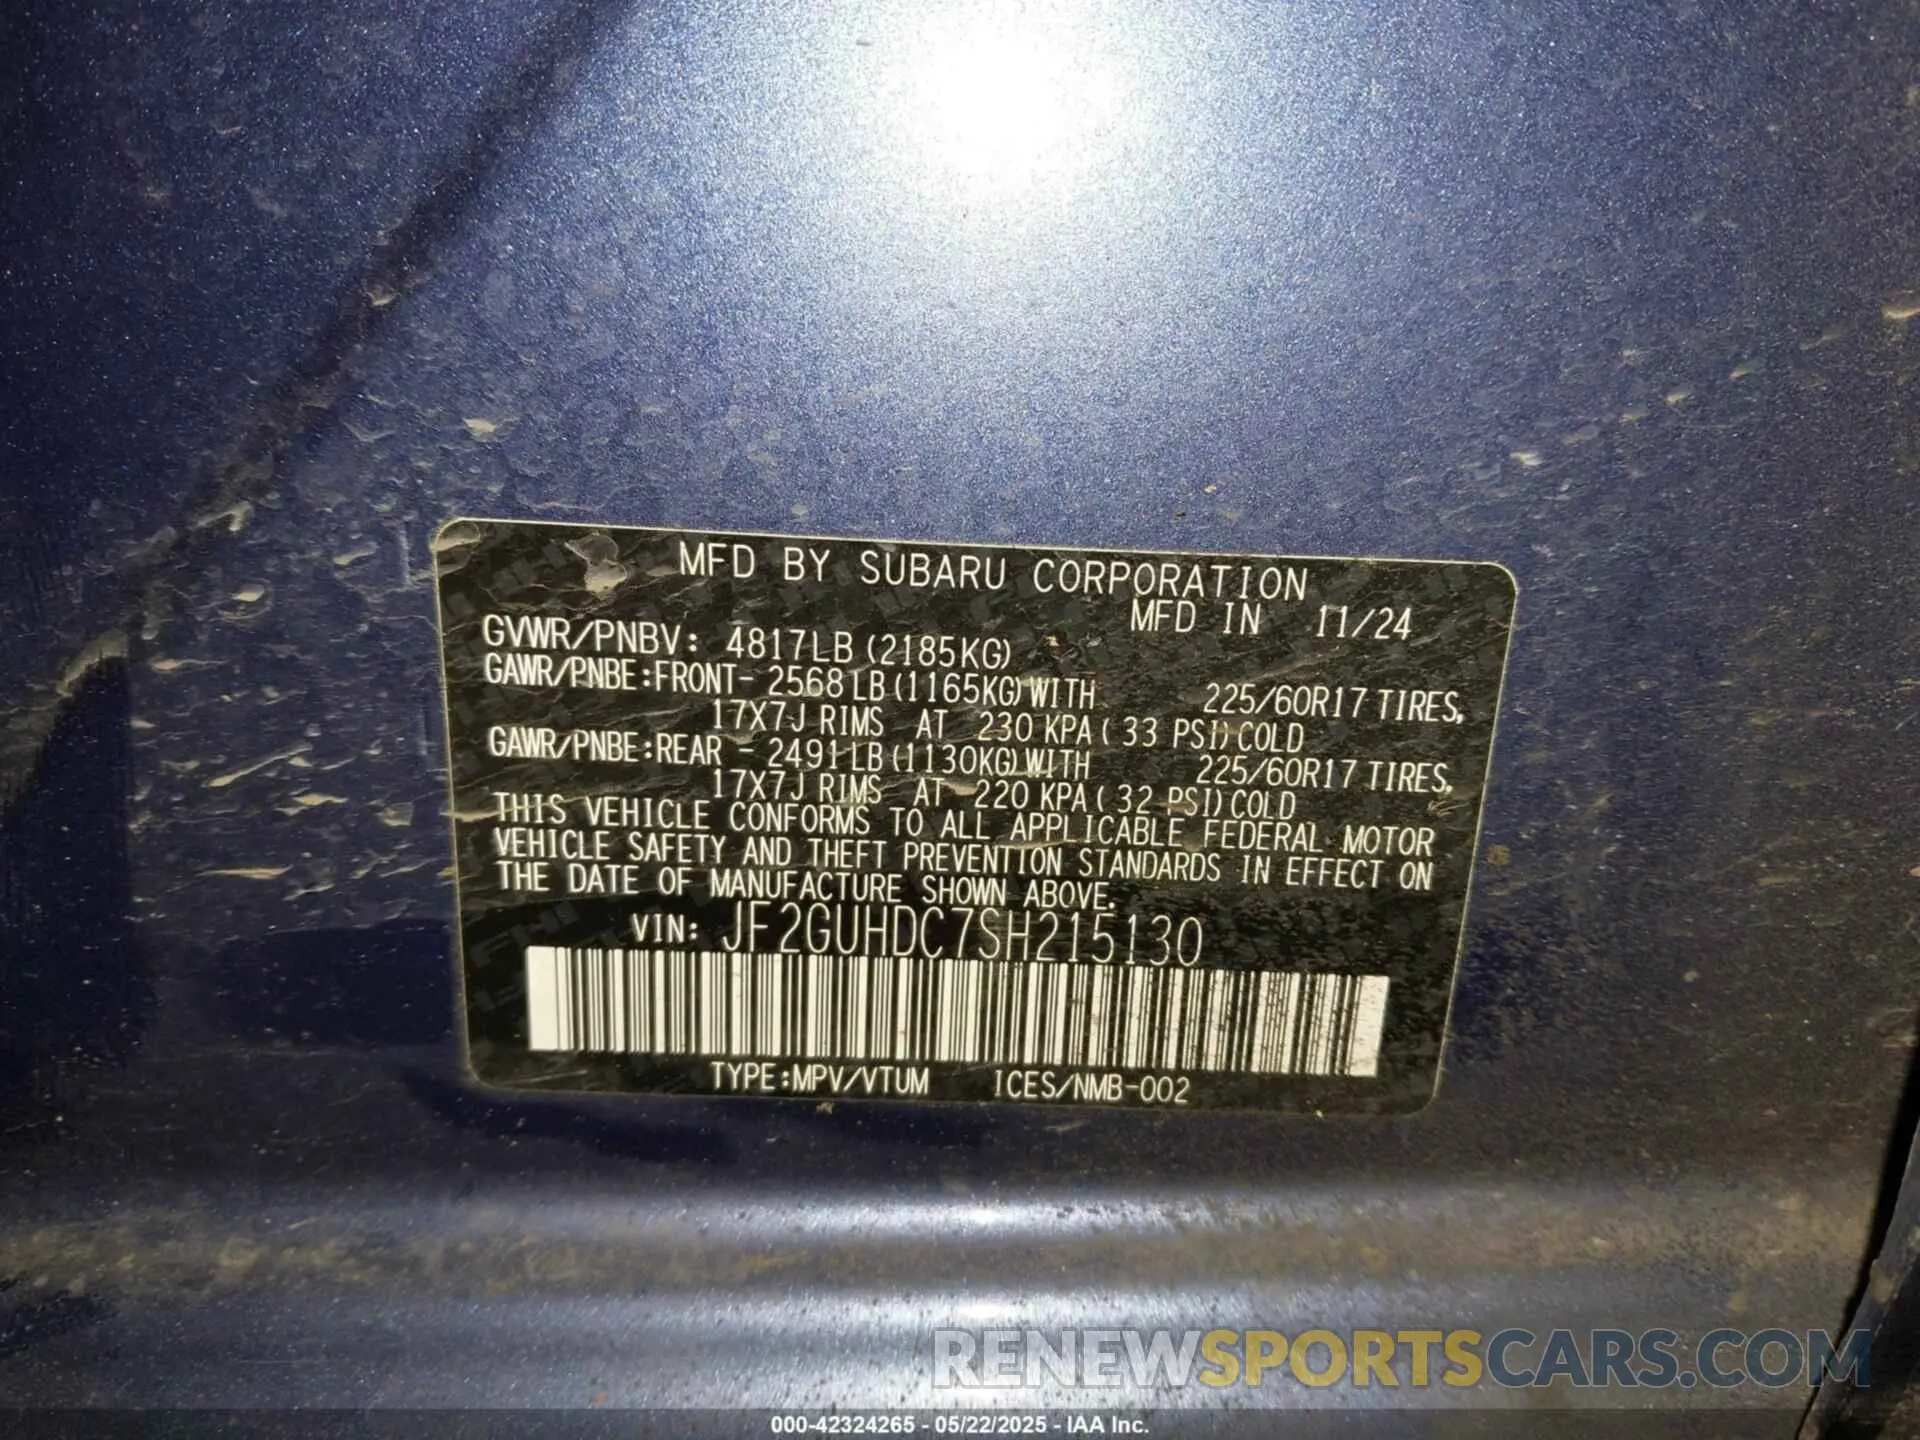 MFD BY SUBARU CORPORATION
MFD IN 11/24
GVWR/PNBV: 4817LB (2185KG)
GAWR/PNBE:FRONT- 2568LB (1165KG) WITH 225/60R17 TIRES,
17X7J RIMS AT 230 KPA ( 33 PSI) COLD
GAWR/PNBE:REAR - 2491LB (1130KG) WITH 225/60R17 TIRES,
17X7J RIMS AT 220 KPA ( 32 PSI) COLD
THIS VEHICLE CONFORMS TO ALL APPLICABLE FEDERAL MOTOR
VEHICLE SAFETY AND THEFT PREVENTION STANDARDS IN EFFECT ON
THE DATE OF MANUFACTURE SHOWN ABOVE.
VIN: JF2GUHDC7SH215130
TYPE:MPV/VTUM ICES/NMB-002
RENEWSPORTSCARS.COM
000-42324265 - 05/22/2025 - IAA Inc.